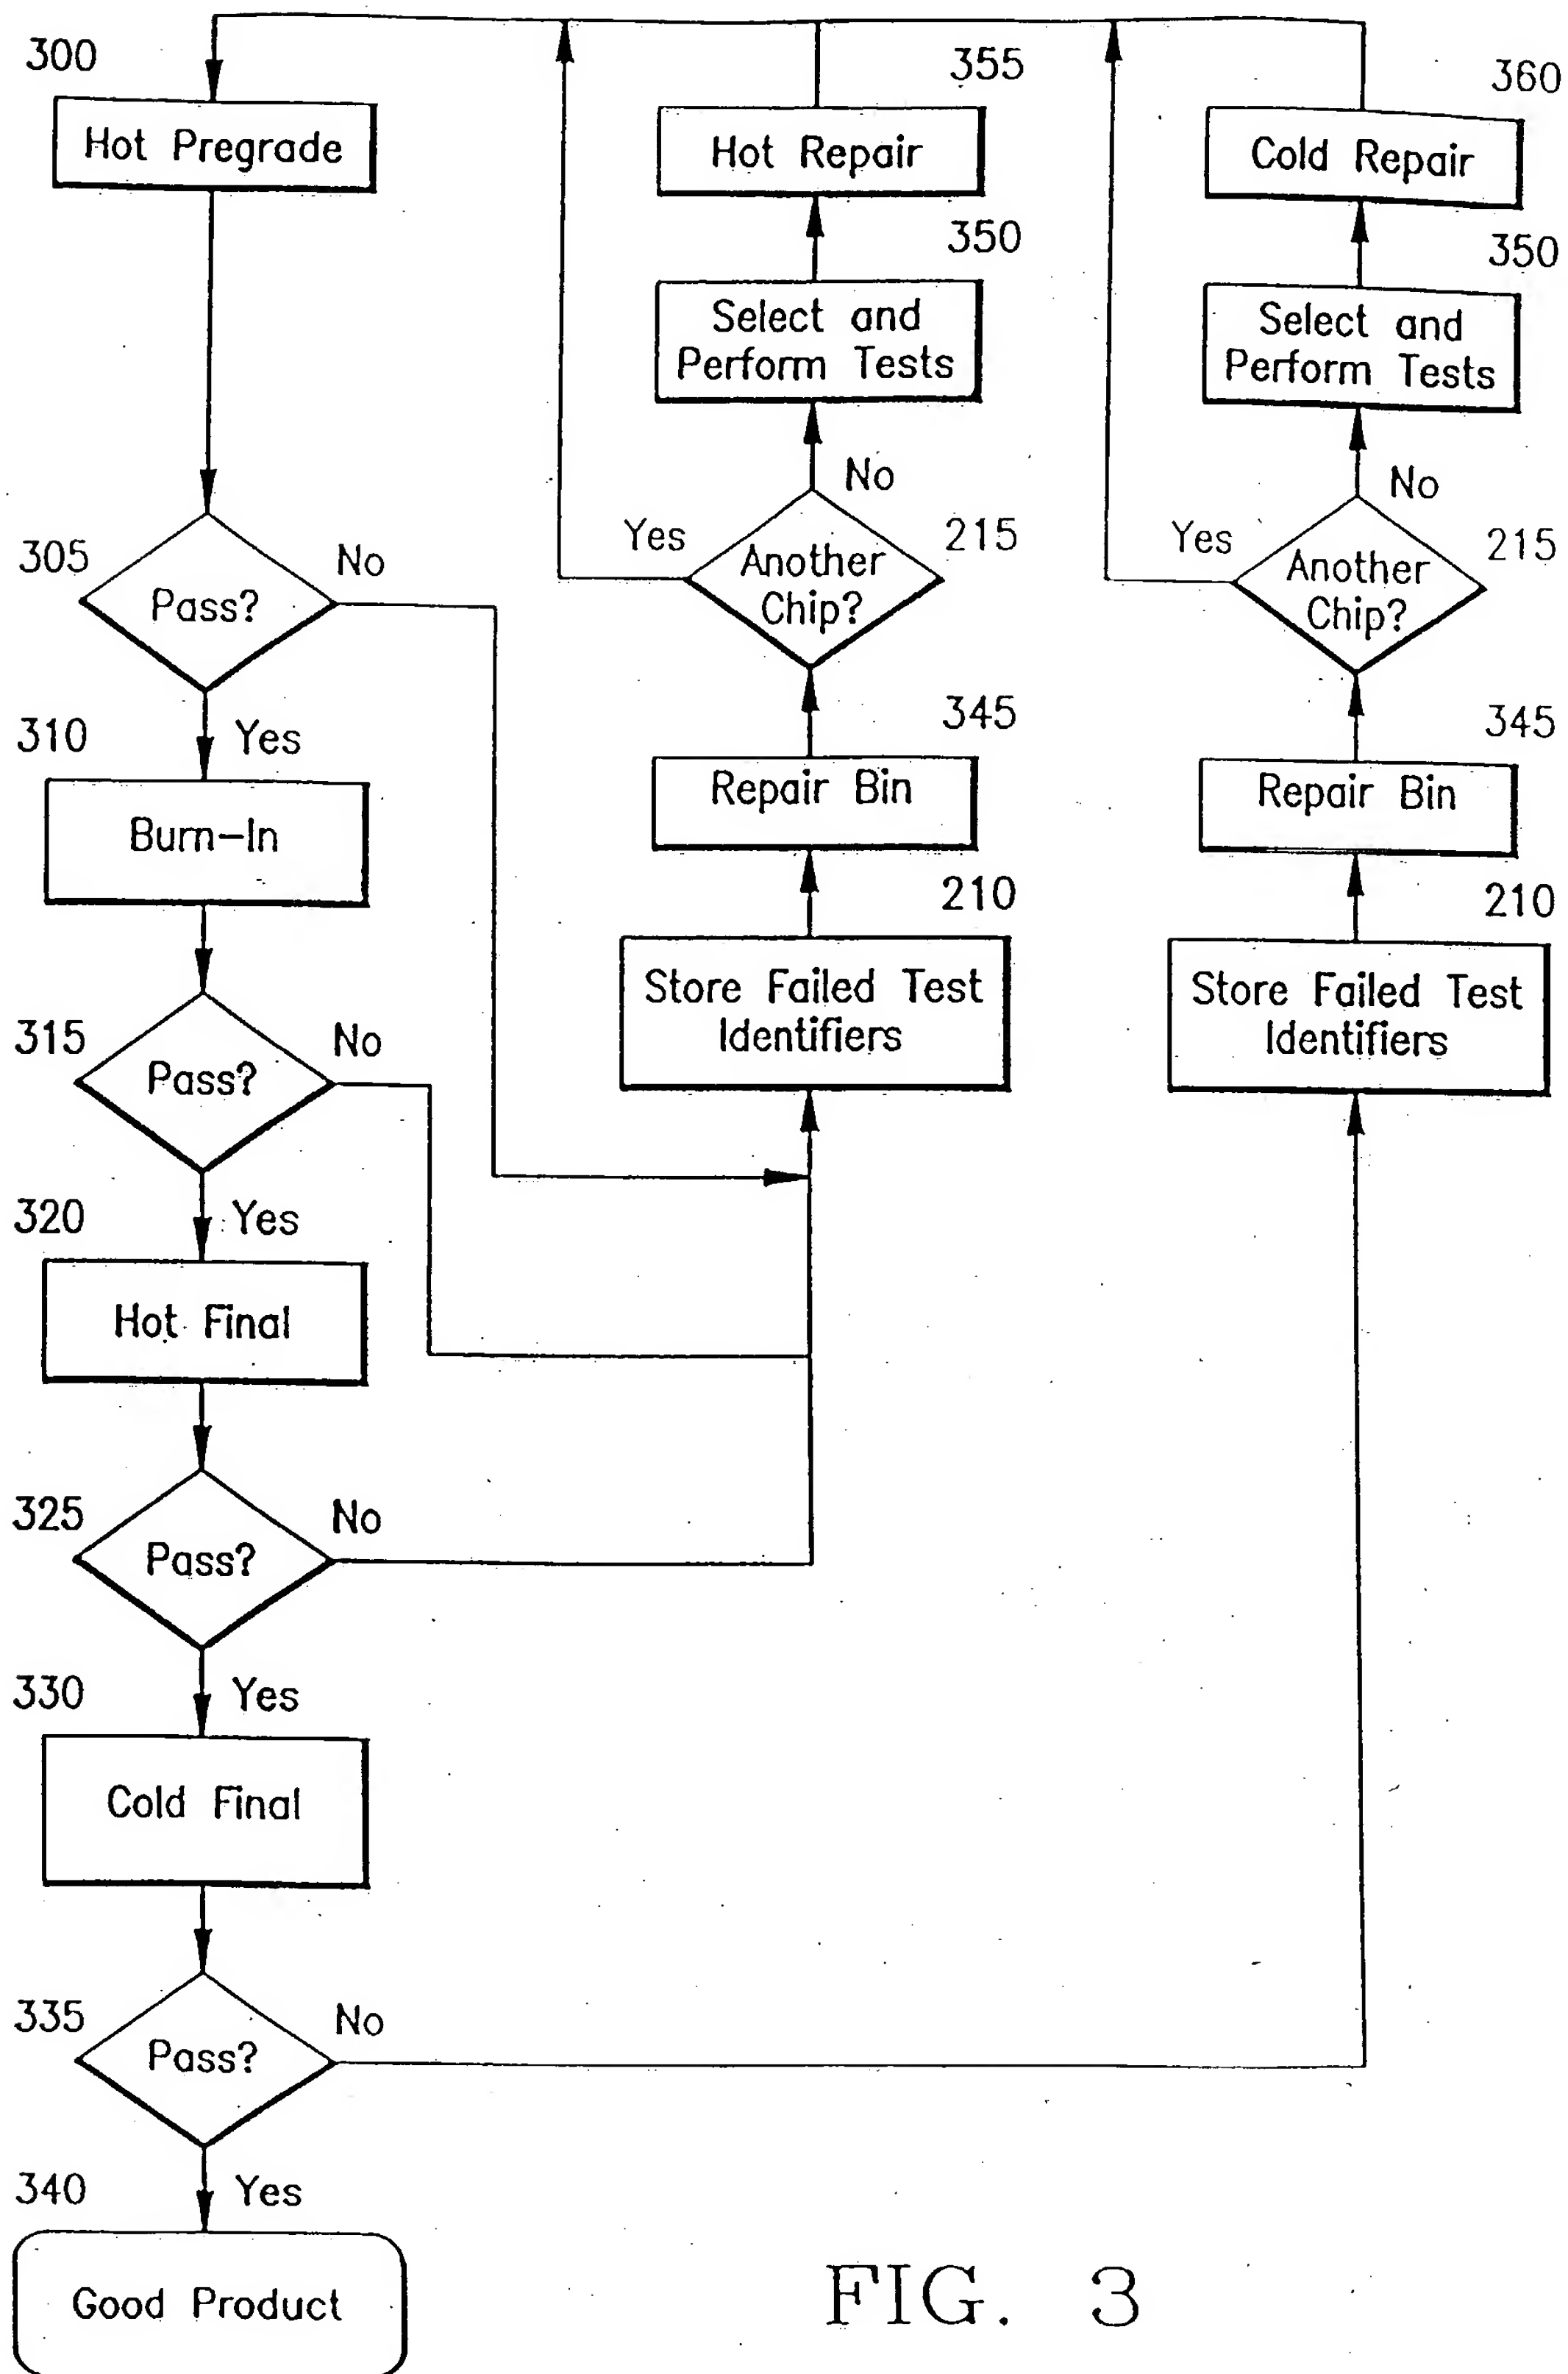 300
Hot Pregrade
305
Pass?
No
Yes
310
Burn-In
315
Pass?
No
Yes
320
Hot Final
325
Pass?
No
Yes
330
Cold Final
335
Pass?
No
Yes
340
Good Product
355
Hot Repair
350
Select and
Perform Tests
No
Yes
Another
Chip?
215
345
Repair Bin
210
Store Failed Test
Identifiers
360
Cold Repair
350
Select and
Perform Tests
No
Yes
Another
Chip?
215
345
Repair Bin
210
Store Failed Test
Identifiers
FIG. 3